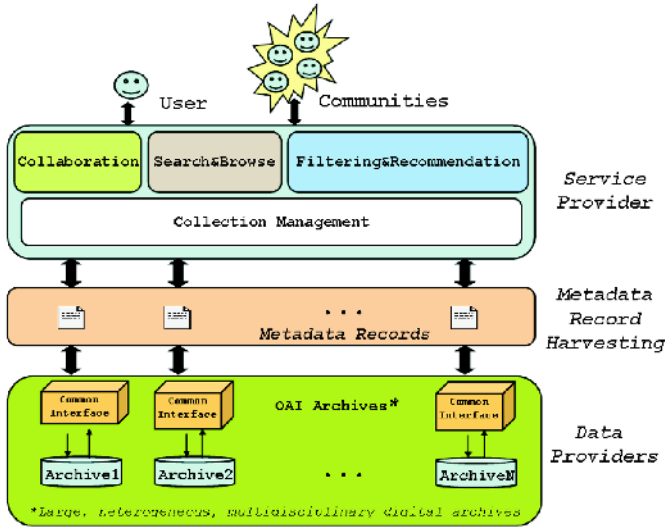 User
Communities
Collaboration
Search&Browse
Filtering&Recommendation
Collection Management
Service
Provider
. . .
Metadata Records
Metadata
Record
Harvesting
Common
Interface
Common
Interface
OAI Archives*
Common
Interface
Archive1
Archive2
. . .
ArchiveN
Data
Providers
*Large, heterogeneous, multidisciplinary digital archives